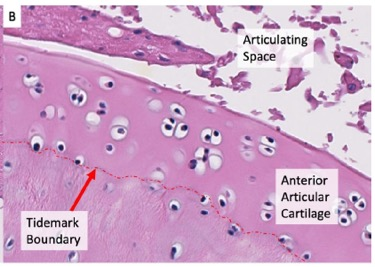 B
Articulating
Space
Anterior
Articular
Cartilage
Tidemark
Boundary